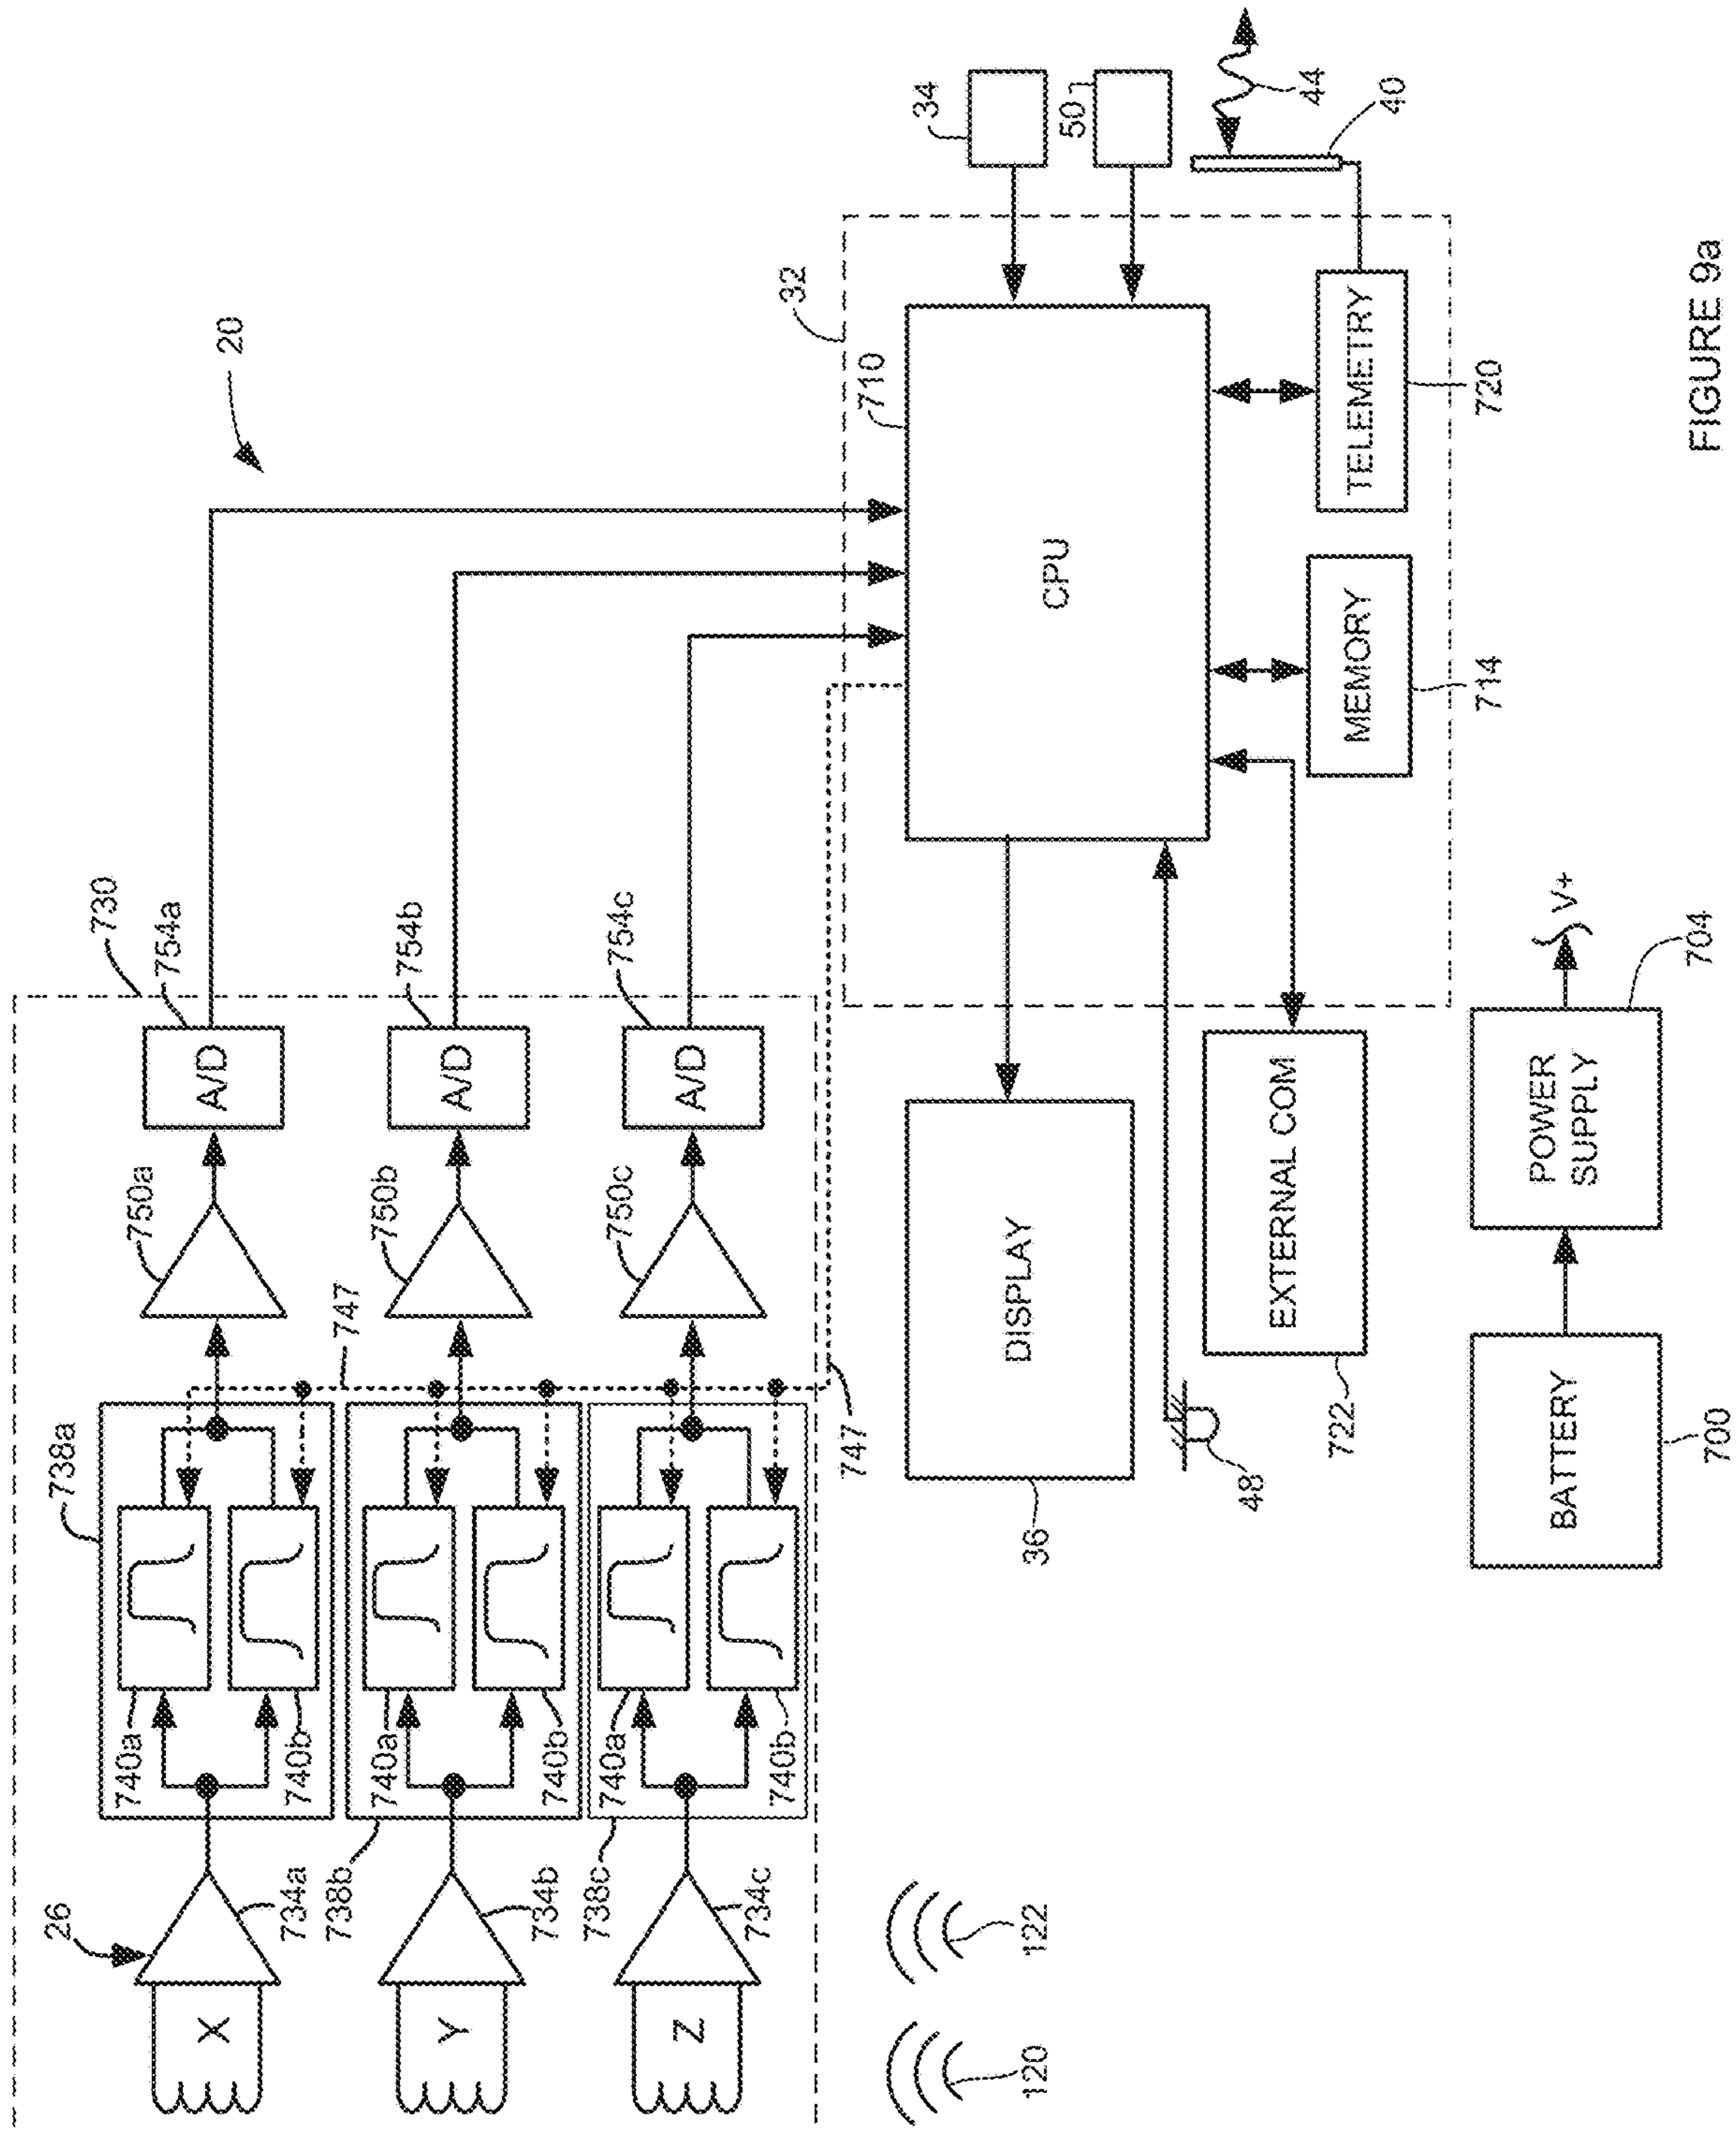 26
738a
730
740a
750a
754a
X
A/D
20
734a
740b
747
738b
740a
750b
754b
Y
A/D
734b
740b
738c
740a
750c
754c
Z
A/D
734c
740b
32
747
710
34
120
122
36
DISPLAY
CPU
50
48
EXTERNAL COM
44
722
MEMORY
TELEMETRY
40
714
720
BATTERY
POWER
SUPPLY
V+
700
704
FIGURE 9a